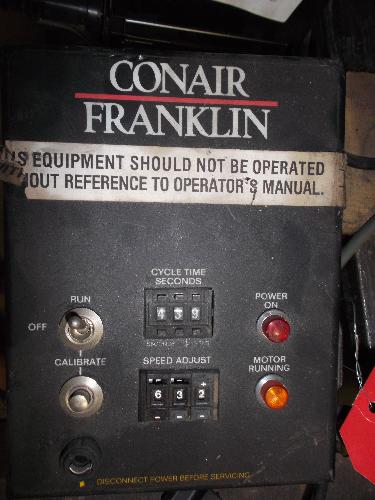 CONAIR
FRANKLIN
IS EQUIPMENT SHOULD NOT BE OPERATED
OUT REFERENCE TO OPERATOR'S MANUAL.
CYCLE TIME
SECONDS
RUN
OFF
POWER
ON
CALIBRATE
SPEED ADJUST
MOTOR
RUNNING
6 3 2
DISCONNECT POWER BEFORE SERVICING